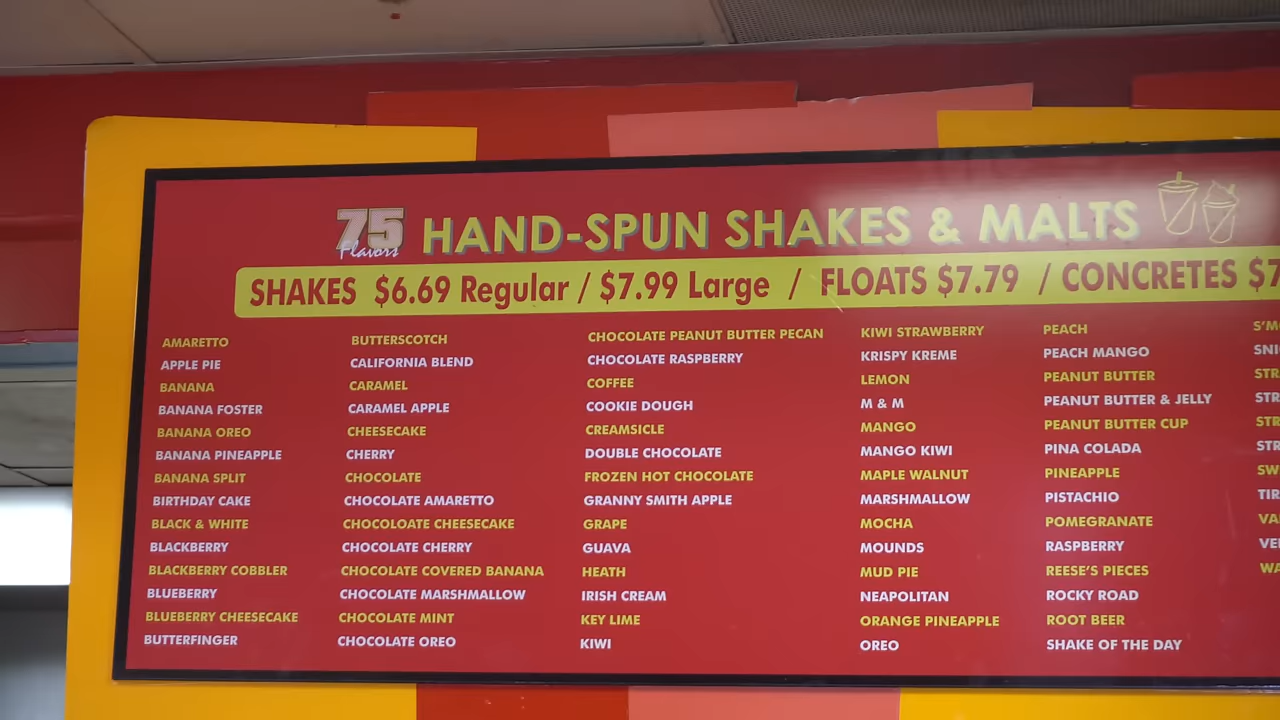 75 Flavors HAND-SPUN SHAKES & MALTS
SHAKES $6.69 Regular / $7.99 Large / FLOATS $7.79 / CONCRETES
AMARETTO
APPLE PIE
BANANA
BANANA FOSTER
BANANA OREO
BANANA PINEAPPLE
BANANA SPLIT
BIRTHDAY CAKE
BLACK & WHITE
BLACKBERRY
BLACKBERRY COBBLER
BLUEBERRY
BLUEBERRY CHEESECAKE
BUTTERFINGER
BUTTERSCOTCH
CALIFORNIA BLEND
CARAMEL
CARAMEL APPLE
CHEESECAKE
CHERRY
CHOCOLATE
CHOCOLATE AMARETTO
CHOCOLOATE CHEESECAKE
CHOCOLATE CHERRY
CHOCOLATE COVERED BANANA
CHOCOLATE MARSHMALLOW
CHOCOLATE MINT
CHOCOLATE OREO
CHOCOLATE PEANUT BUTTER PECAN
CHOCOLATE RASPBERRY
COFFEE
COOKIE DOUGH
CREAMSICLE
DOUBLE CHOCOLATE
FROZEN HOT CHOCOLATE
GRANNY SMITH APPLE
GRAPE
GUAVA
HEATH
IRISH CREAM
KEY LIME
KIWI
KIWI STRAWBERRY
KRISPY KREME
LEMON
M & M
MANGO
MANGO KIWI
MAPLE WALNUT
MARSHMALLOW
MOCHA
MOUNDS
MUD PIE
NEAPOLITAN
ORANGE PINEAPPLE
OREO
PEACH
PEACH MANGO
PEANUT BUTTER
PEANUT BUTTER & JELLY
PEANUT BUTTER CUP
PINA COLADA
PINEAPPLE
PISTACHIO
POMEGRANATE
RASPBERRY
REESE'S PIECES
ROCKY ROAD
ROOT BEER
SHAKE OF THE DAY